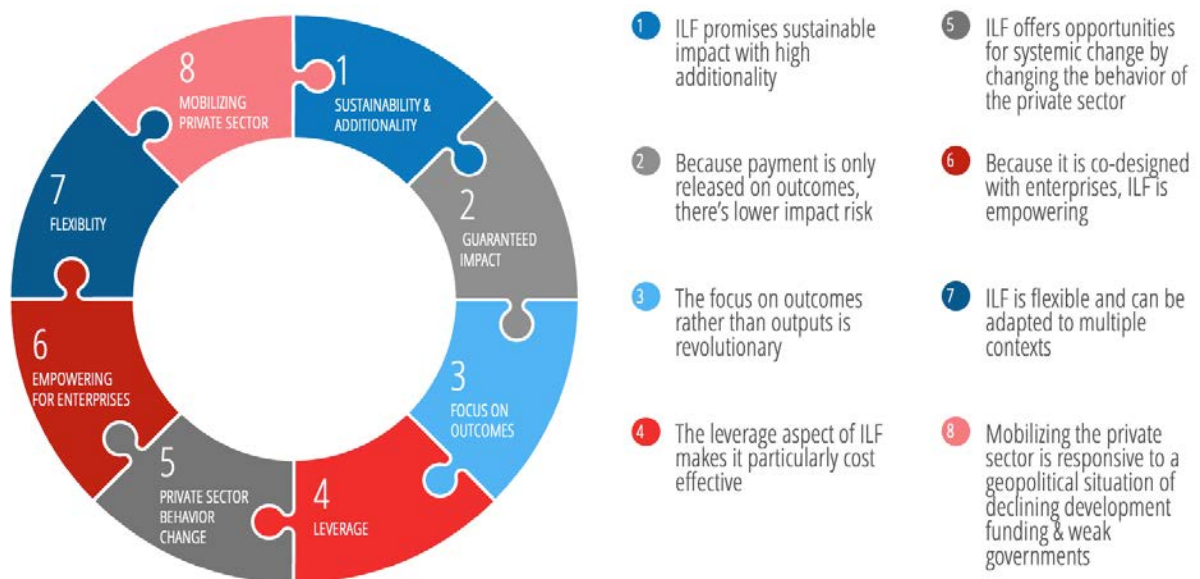 8
MOBILIZING
PRIVATE SECTOR
1
SUSTAINABILITY &
ADDITIONALITY
7
FLEXIBLITY
2
GUARANTEED
IMPACT
6
EMPOWERING
FOR ENTERPRISES
3
FOCUS ON
OUTCOMES
5
PRIVATE SECTOR
BEHAVIOR
CHANGE
4
LEVERAGE
1
ILF promises sustainable
impact with high
additionality
2
Because payment is only
released on outcomes,
there's lower impact risk
3
The focus on outcomes
rather than outputs is
revolutionary
4
The leverage aspect of ILF
makes it particularly cost
effective
5
ILF offers opportunities
for systemic change by
changing the behavior of
the private sector
6
Because it is co-designed
with enterprises, ILF is
empowering
7
ILF is flexible and can be
adapted to multiple
contexts
8
Mobilizing the private
sector is responsive to a
geopolitical situation of
declining development
funding & weak
governments